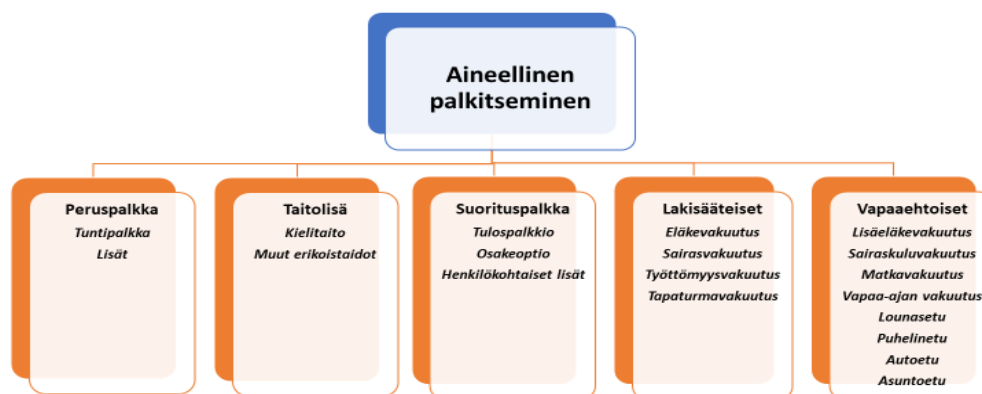 Aineellinen
palkitseminen
Peruspalkka
Tuntipalkka
Lisät
Taitolisä
Kielitaito
Muut erikoistaidot
Suorituspalkka
Tulospalkkio
Osakeoptio
Henkilökohtaiset lisät
Lakisääteiset
Eläkevakuutus
Sairasvakuutus
Työttömyysvakuutus
Tapaturmavakuutus
Vapaaehtoiset
Lisäeläkevakuutus
Sairaskuluvakuutus
Matkavakuutus
Vapaa-ajan vakuutus
Lounasetu
Puhelinetu
Autoetu
Asuntoetu